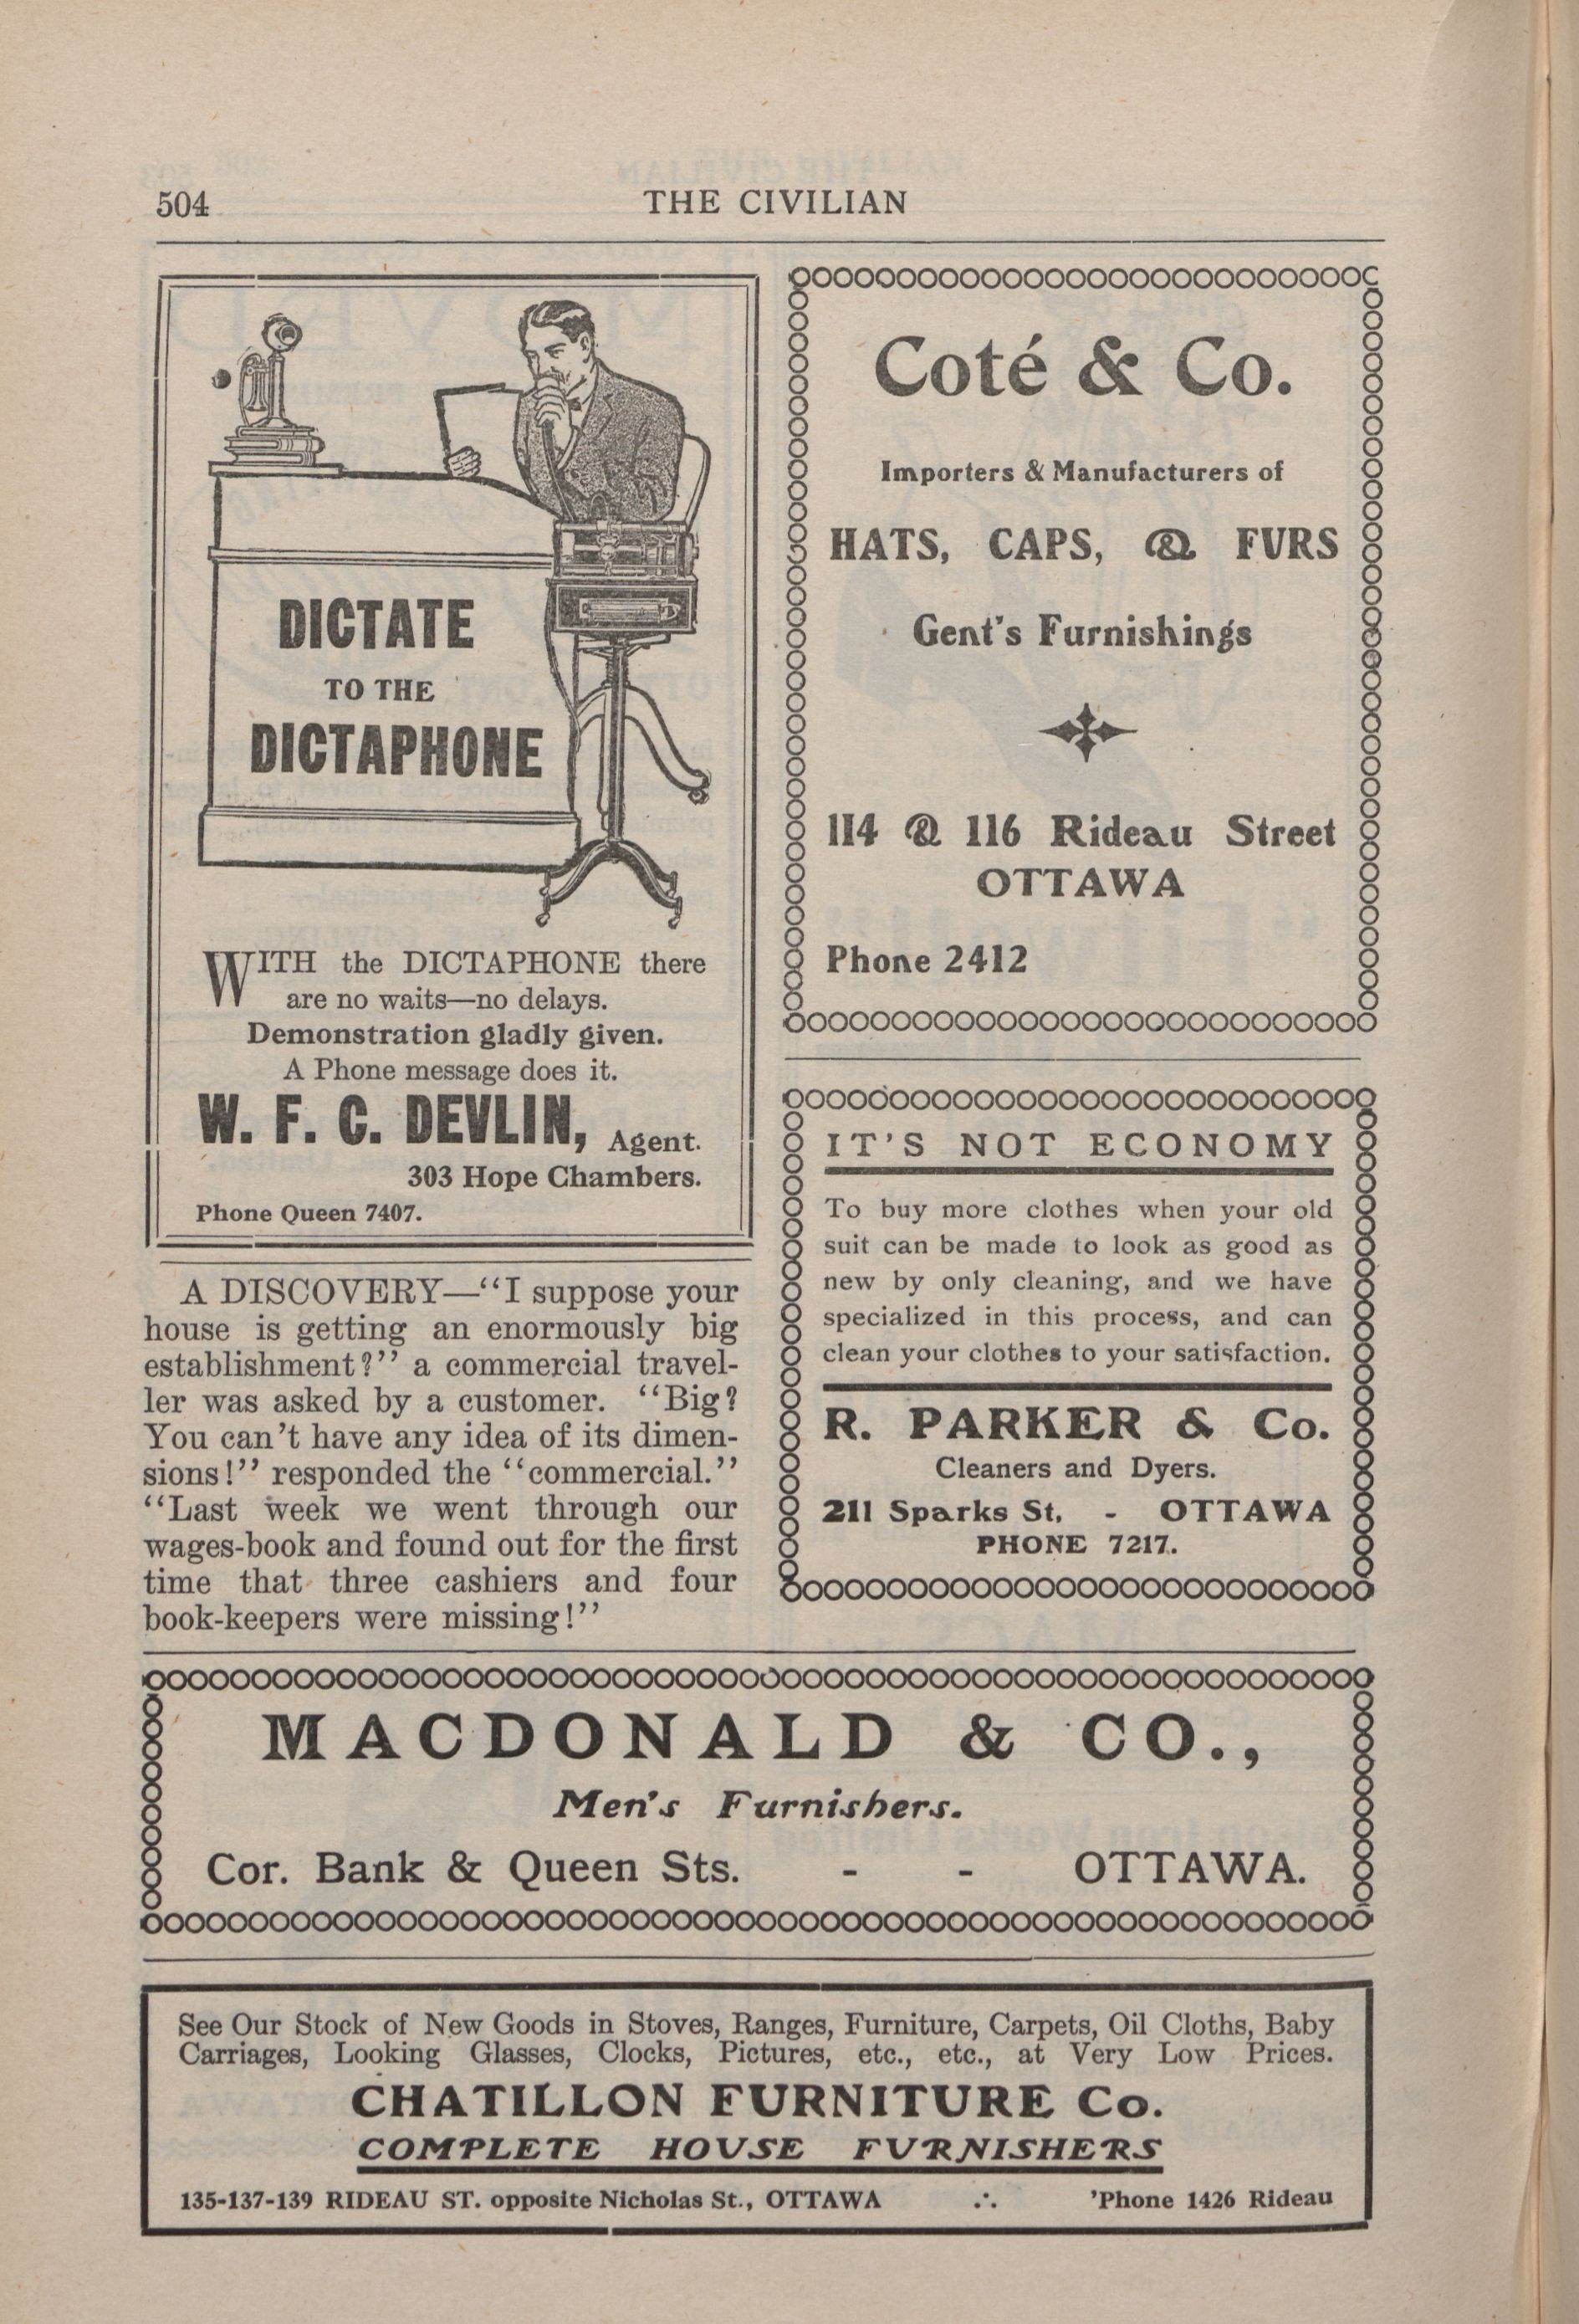 504
THE CIVILIAN
DICTATE
TO THE
DICTAPHONE
WITH the DICTAPHONE there
are no waits—no delays.
Demonstration gladly given.
A Phone message does it.
W. F. C. DEVLIN, Agent.
303 Hope Chambers.
Phone Queen 7407.
A DISCOVERY—"I suppose your
house is getting an enormously big
establishment?" a commercial travel-
ler was asked by a customer. "Big?
You can't have any idea of its dimen-
sions!" responded the "commercial."
"Last week we went through our
wages-book and found out for the first
time that three cashiers and four
book-keepers were missing!"
Coté & Co.
Importers & Manufacturers of
HATS, CAPS, & FURS
Gent's Furnishings
114 & 116 Rideau Street
OTTAWA
Phone 2412
IT'S NOT ECONOMY
To buy more clothes when your old
suit can be made to look as good as
new by only cleaning, and we have
specialized in this process, and can
clean your clothes to your satisfaction.
R. PARKER & Co.
Cleaners and Dyers.
211 Sparks St. - OTTAWA
PHONE 7217.
MACDONALD & CO.,
Men's Furnishers.
Cor. Bank & Queen Sts. - - OTTAWA.
See Our Stock of New Goods in Stoves, Ranges, Furniture, Carpets, Oil Cloths, Baby
Carriages, Looking Glasses, Clocks, Pictures, etc., etc., at Very Low Prices.
CHATILLON FURNITURE Co.
COMPLETE HOUSE FURNISHERS
135-137-139 RIDEAU ST. opposite Nicholas St., OTTAWA ∴ 'Phone 1426 Rideau